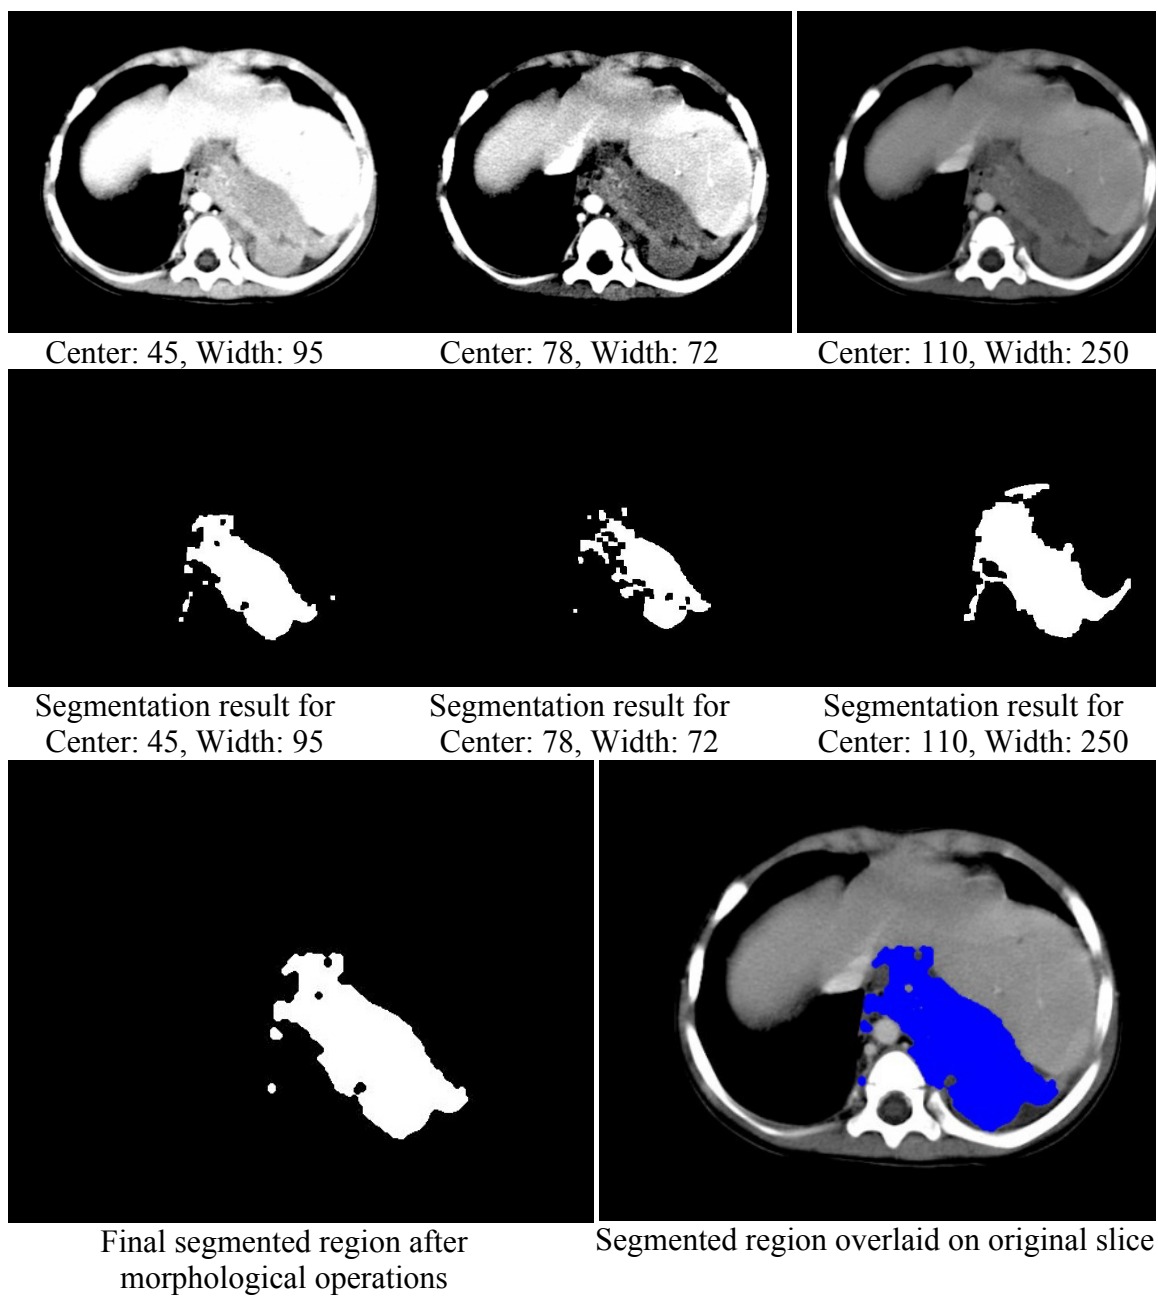 Center: 45, Width: 95
Center: 78, Width: 72
Center: 110, Width: 250
Segmentation result for
Center: 45, Width: 95
Segmentation result for
Center: 78, Width: 72
Segmentation result for
Center: 110, Width: 250
Final segmented region after
morphological operations
Segmented region overlaid on original slice